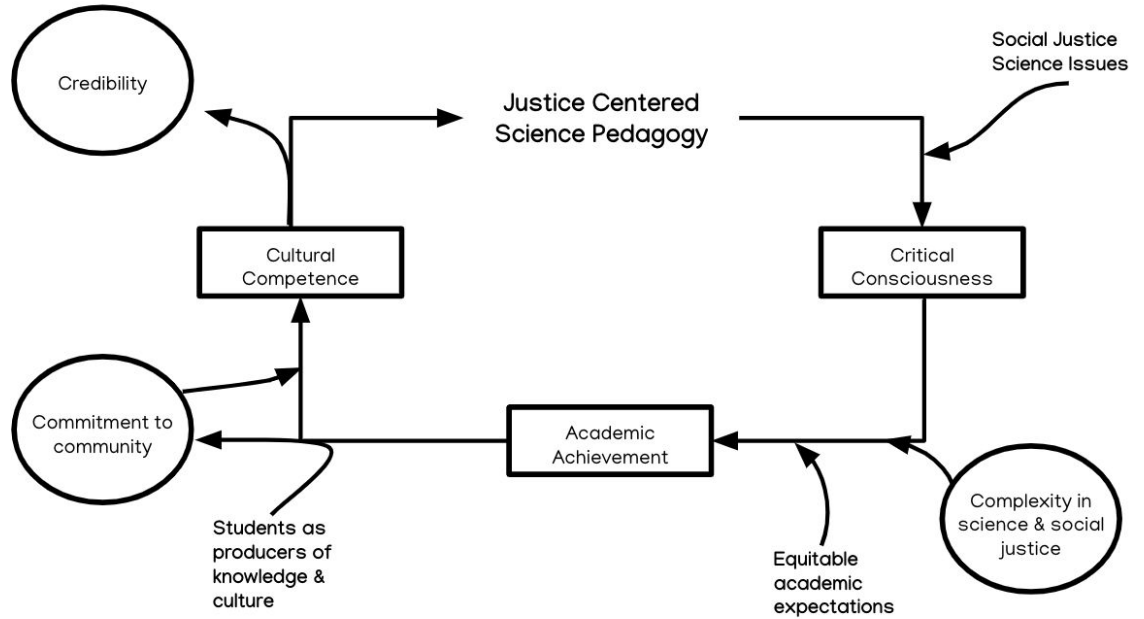 Social Justice
Science Issues
Credibility
Justice Centered
Science Pedagogy
Cultural
Competence
Critical
Consciousness
Commitment to
community
Academic
Achievement
Complexity in
science & social
justice
Students as
producers of
knowledge &
culture
Equitable
academic
expectations